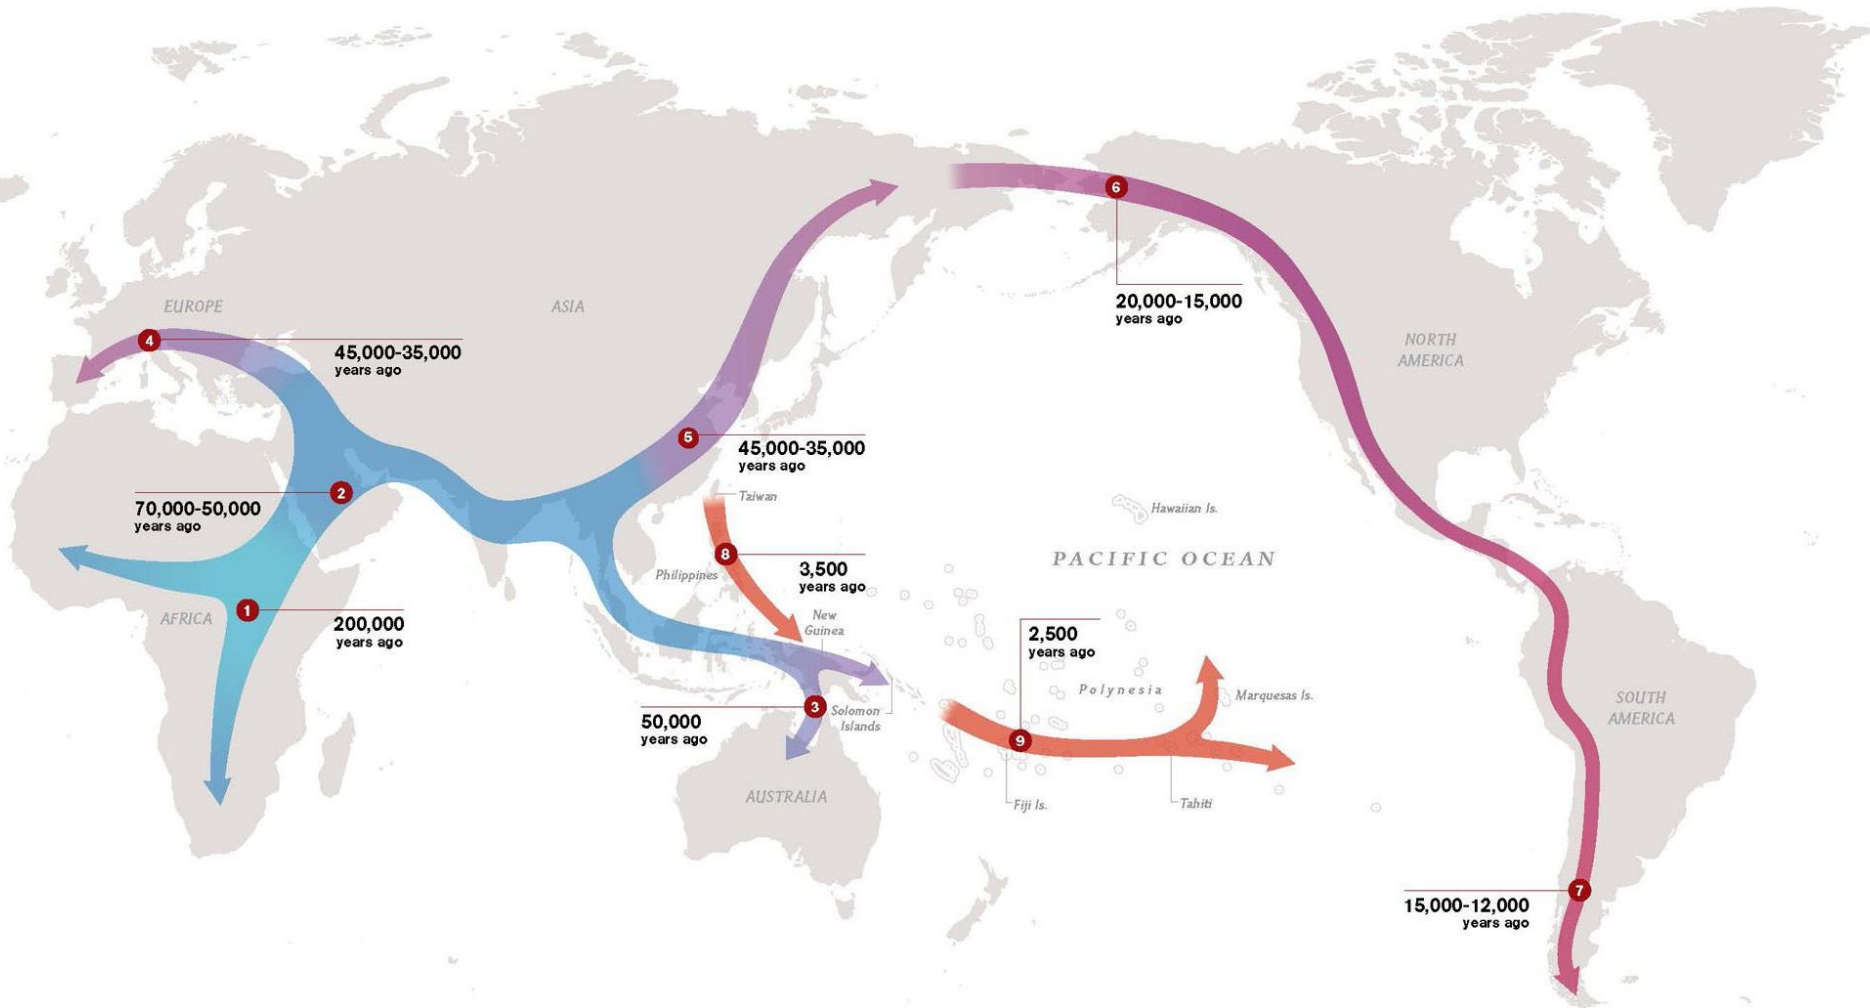 6
20,000-15,000
years ago
EUROPE
ASIA
4
45,000-35,000
years ago
NORTH
AMERICA
5
45,000-35,000
years ago
2
70,000-50,000
years ago
Taiwan
Hawaiian Is.
PACIFIC OCEAN
8
3,500
years ago
Philippines
1
AFRICA
200,000
years ago
New
Guinea
2,500
years ago
Polynesia
Marquesas Is.
SOUTH
AMERICA
3
50,000
years ago
Solomon
Islands
9
AUSTRALIA
Fiji Is.
Tahiti
7
15,000-12,000
years ago